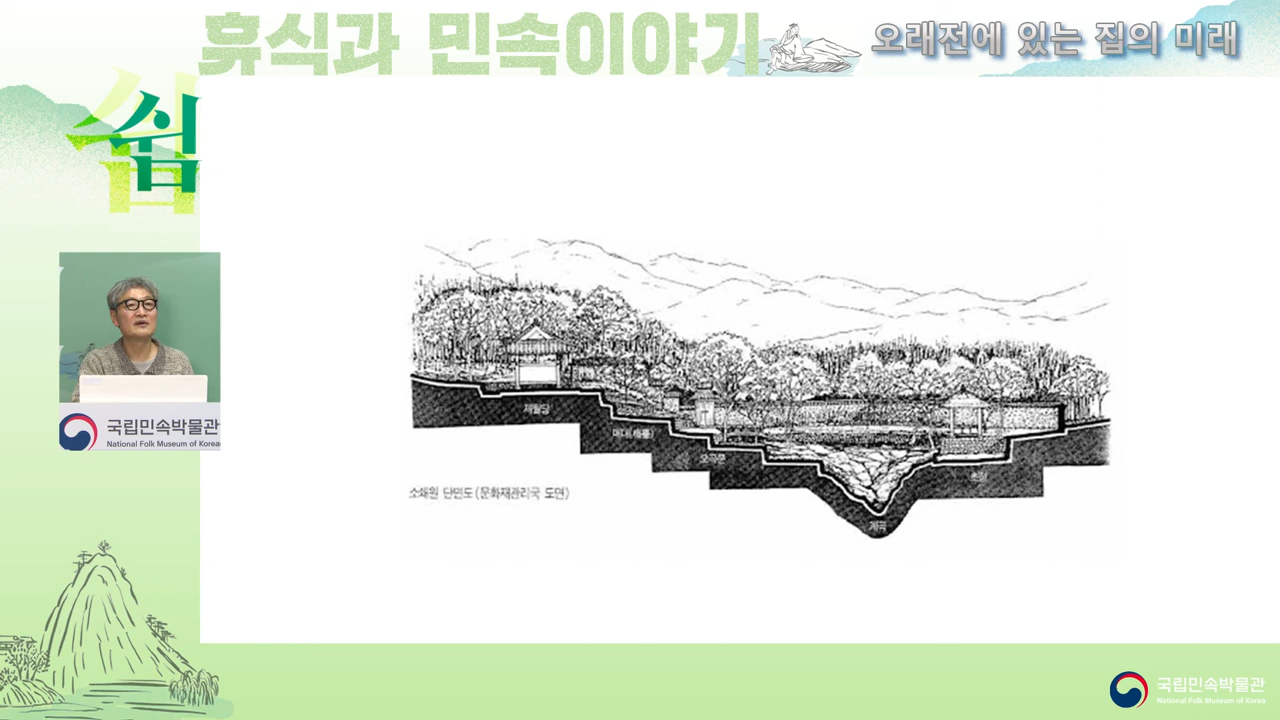 휴식과 민속이야기
오래전에 있는 집의 미래
쉼
국립민속박물관
National Folk Museum of Korea
제월당
매대(梅臺)
계곡
소쇄원 단면도 (문화재관리국 도면)
국립민속박물관
National Folk Museum of Korea